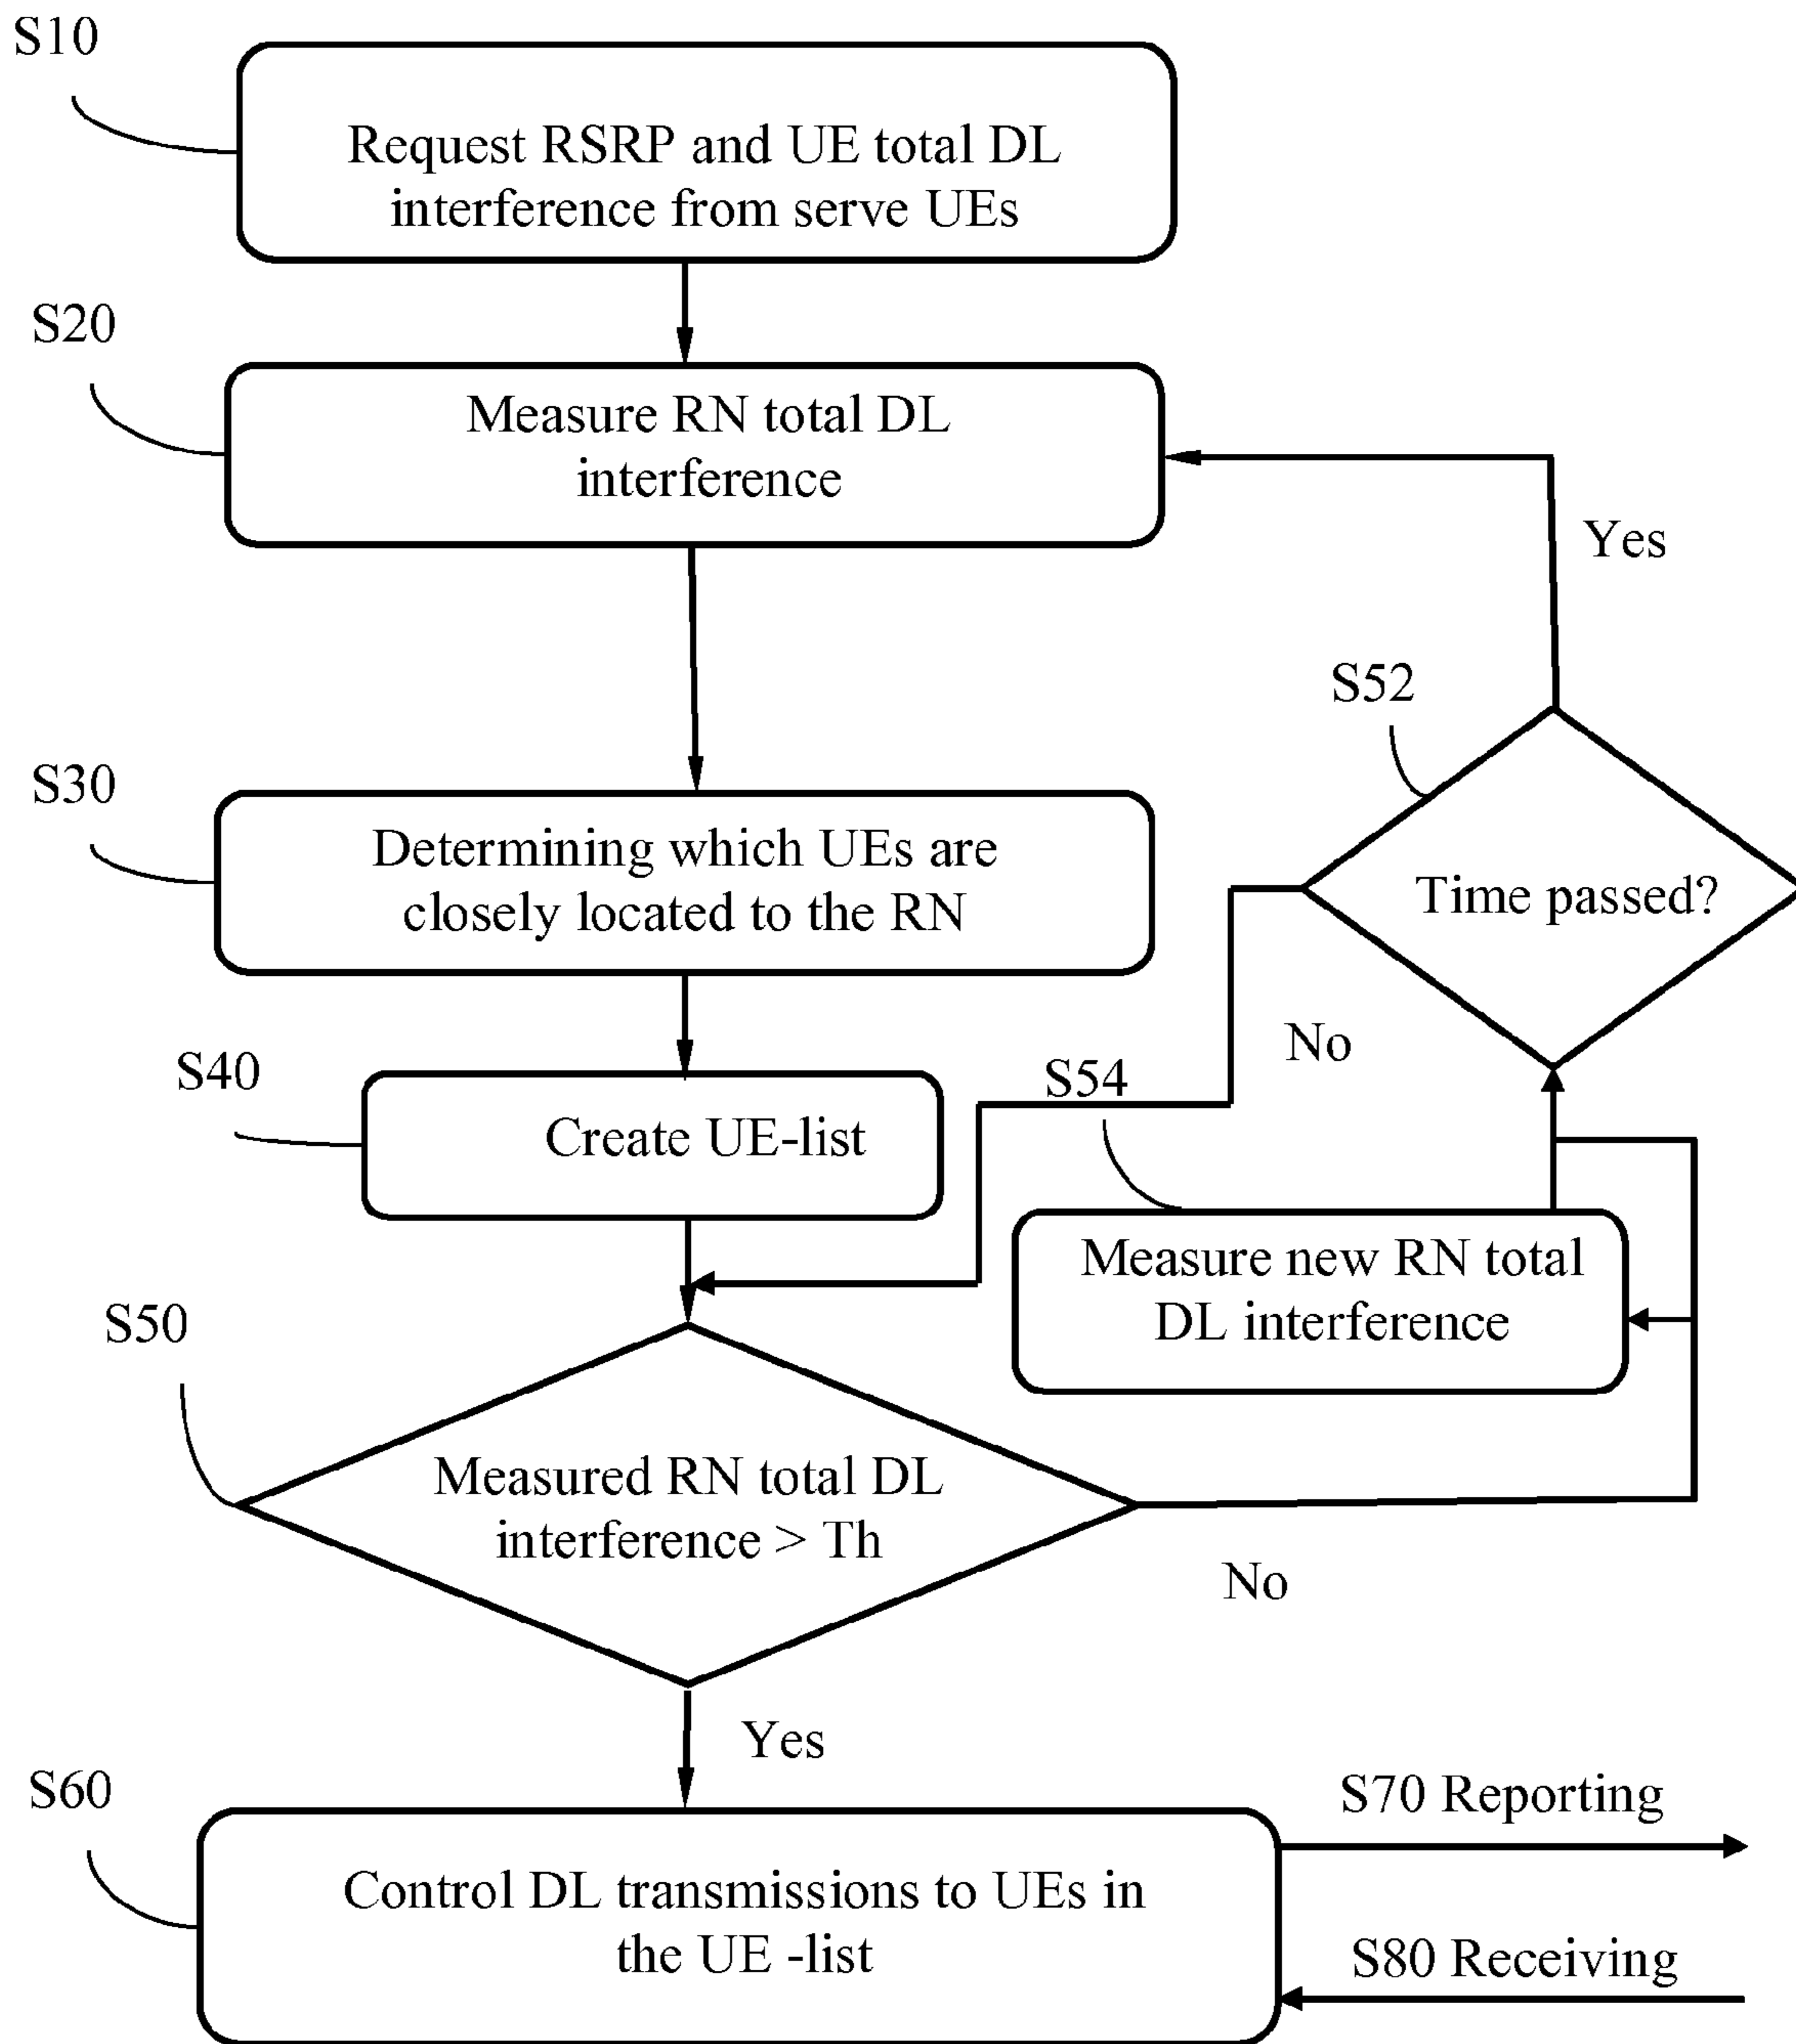 S10
Request RSRP and UE total DL
interference from serve UEs
S20
Measure RN total DL
interference
Yes
S52
S30
Determining which UEs are
closely located to the RN
Time passed?
No
S40
S54
Create UE-list
Measure new RN total
DL interference
S50
Measured RN total DL
interference > Th
No
Yes
S60
S70 Reporting
Control DL transmissions to UEs in
the UE -list
S80 Receiving